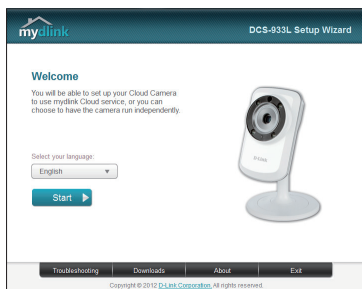 mydlink
DCS-933L Setup Wizard
Welcome
You will be able to set up your Cloud Camera
to use mydlink Cloud service, or you can
choose to have the camera run independently.
Select your language:
English
Start
D-Link
Troubleshooting
Downloads
About
Exit
Copyright © 2012 D-Link Corporation. All rights reserved.